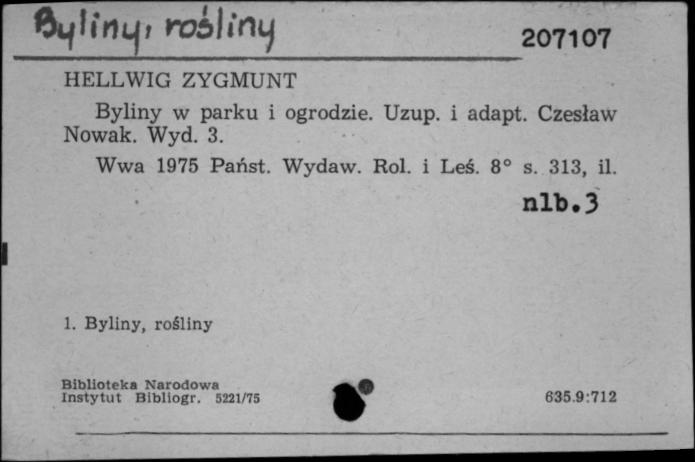 Byliny, rośliny
207107
HELLWIG ZYGMUNT
Byliny w parku i ogrodzie. Uzup. i adapt. Czesław
Nowak. Wyd. 3.
Wwa 1975 Państ. Wydaw. Rol. i Leś. 8° s. 313, il.
nlb.3
1. Byliny, rośliny
Biblioteka Narodowa
Instytut Bibliogr. 5221/75
635.9:712